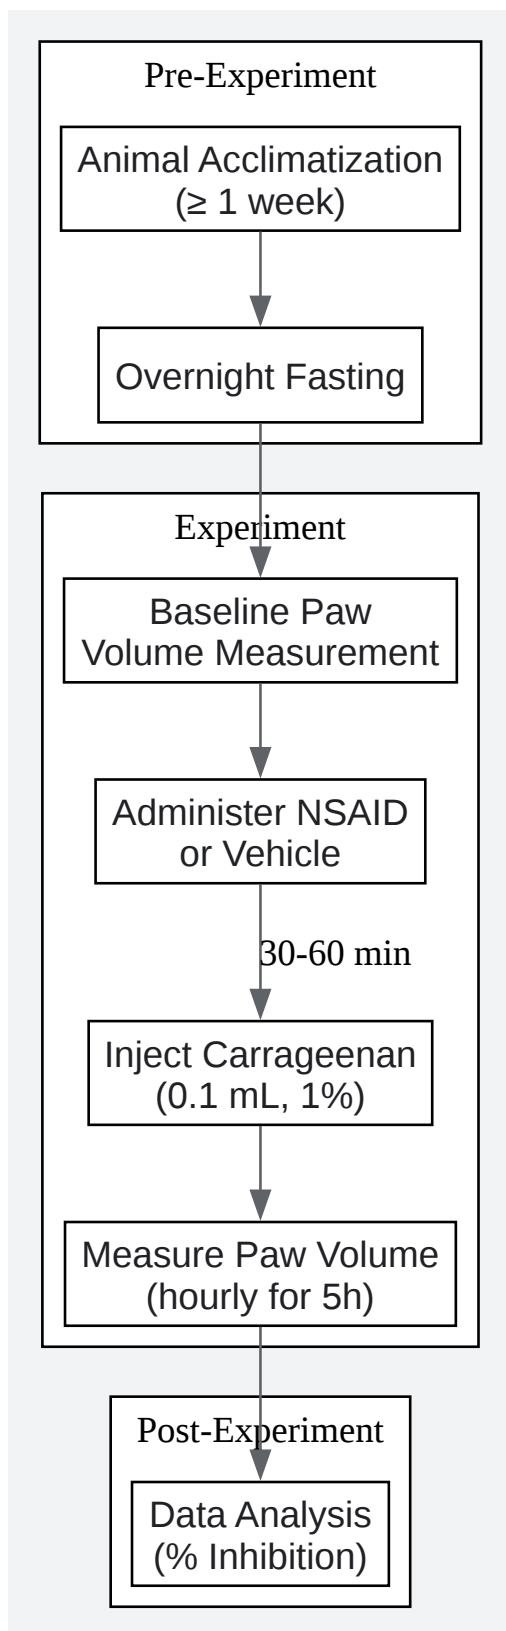 Pre-Experiment
Animal Acclimatization
(≥ 1 week)
Overnight Fasting
Experiment
Baseline Paw
Volume Measurement
Administer NSAID
or Vehicle
30-60 min
Inject Carrageenan
(0.1 mL, 1%)
Measure Paw Volume
(hourly for 5h)
Post-Experiment
Data Analysis
(% Inhibition)